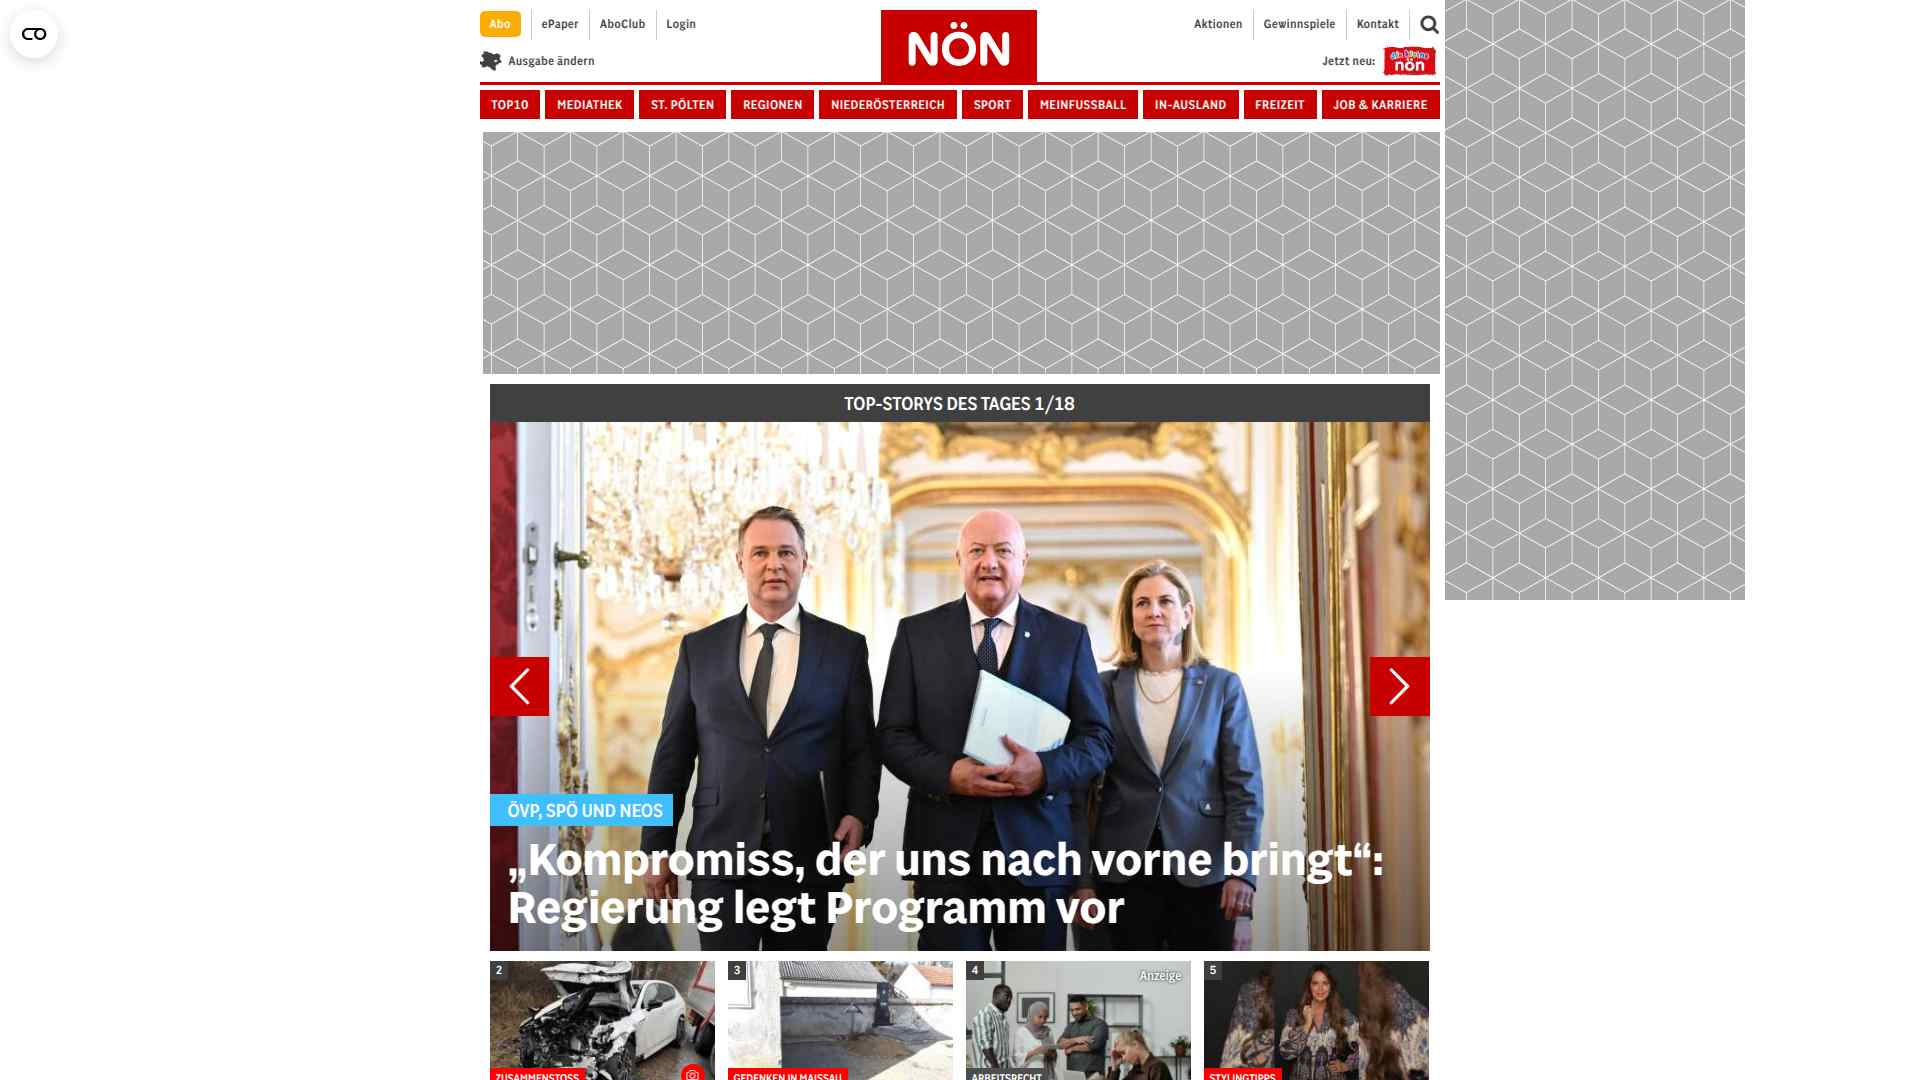 Abo
ePaper
AboClub
Login
NÖN
Aktionen
Gewinnspiele
Kontakt
Ausgabe ändern
Jetzt neu:
die kleine
nön
TOP10
MEDIATHEK
ST. PÖLTEN
REGIONEN
NIEDERÖSTERREICH
SPORT
MEINFUSSBALL
IN-AUSLAND
FREIZEIT
JOB & KARRIERE
TOP-STORYS DES TAGES 1/18
ÖVP, SPÖ UND NEOS
„Kompromiss, der uns nach vorne bringt“:
Regierung legt Programm vor
2
ZUSAMMENSTOSS
3
GEDENKEN IN MAISSAU
4
Anzeige
ARBEITSRECHT
5
STYLINGTIPPS